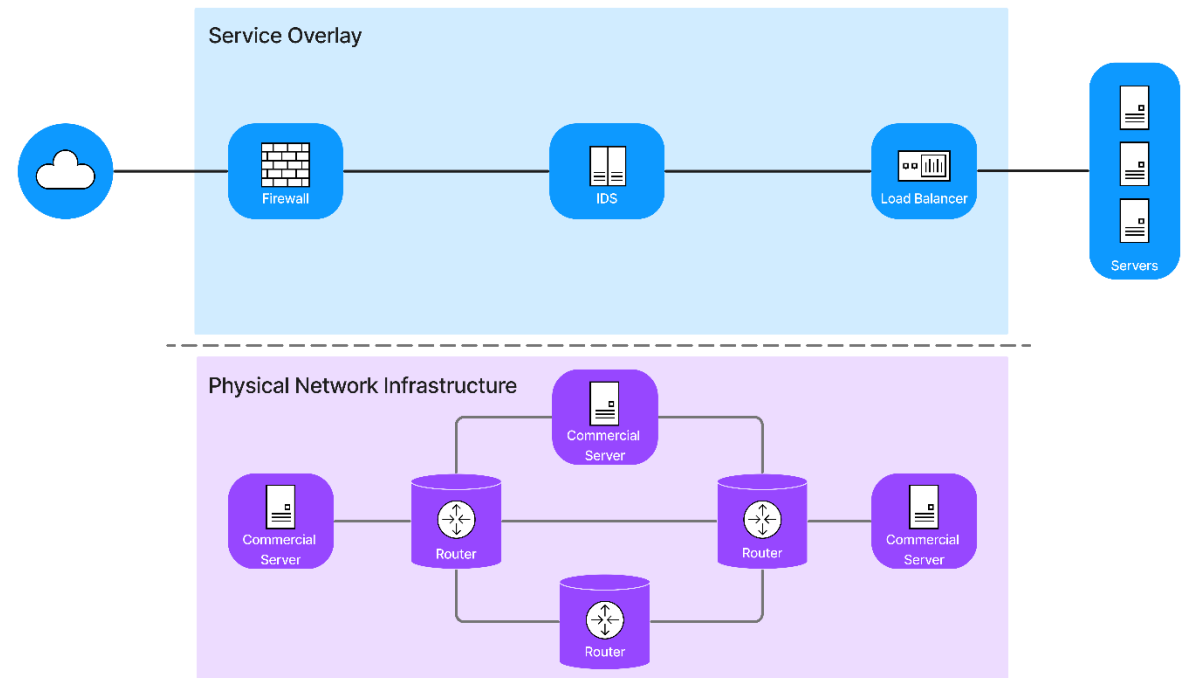 Service Overlay
Firewall
IDS
Load Balancer
Servers
Physical Network Infrastructure
Commercial
Server
Commercial
Server
Router
Router
Commercial
Server
Router